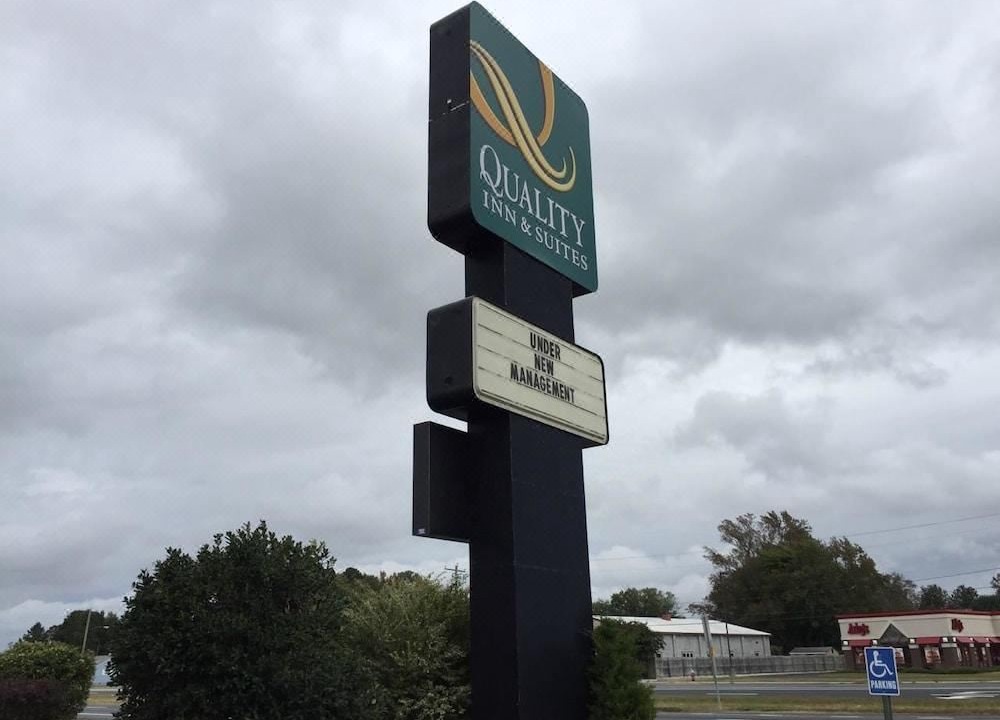 QUALITY
INN & SUITES
UNDER
NEW
MANAGEMENT
PARKING